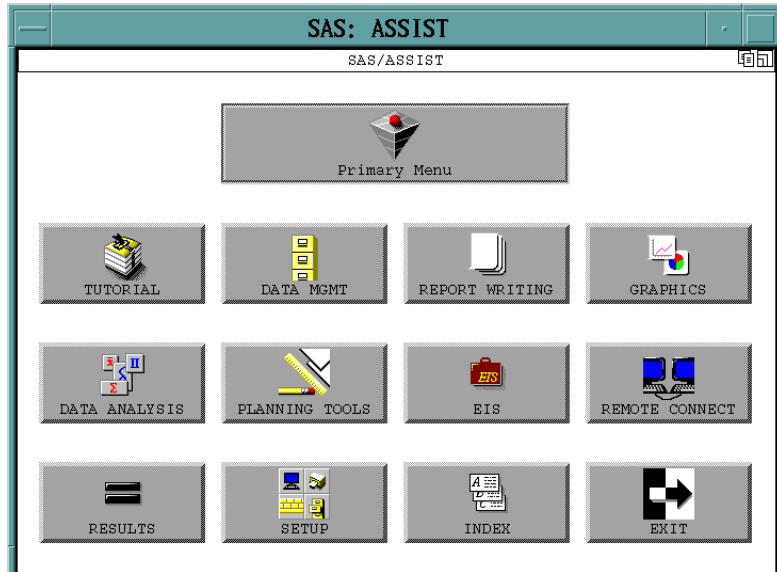 SAS: ASSIST
SAS/ASSIST
Primary Menu
TUTORIAL
DATA MGMT
REPORT WRITING
GRAPHICS
DATA ANALYSIS
PLANNING TOOLS
EIS
EIS
REMOTE CONNECT
RESULTS
SETUP
INDEX
EXIT